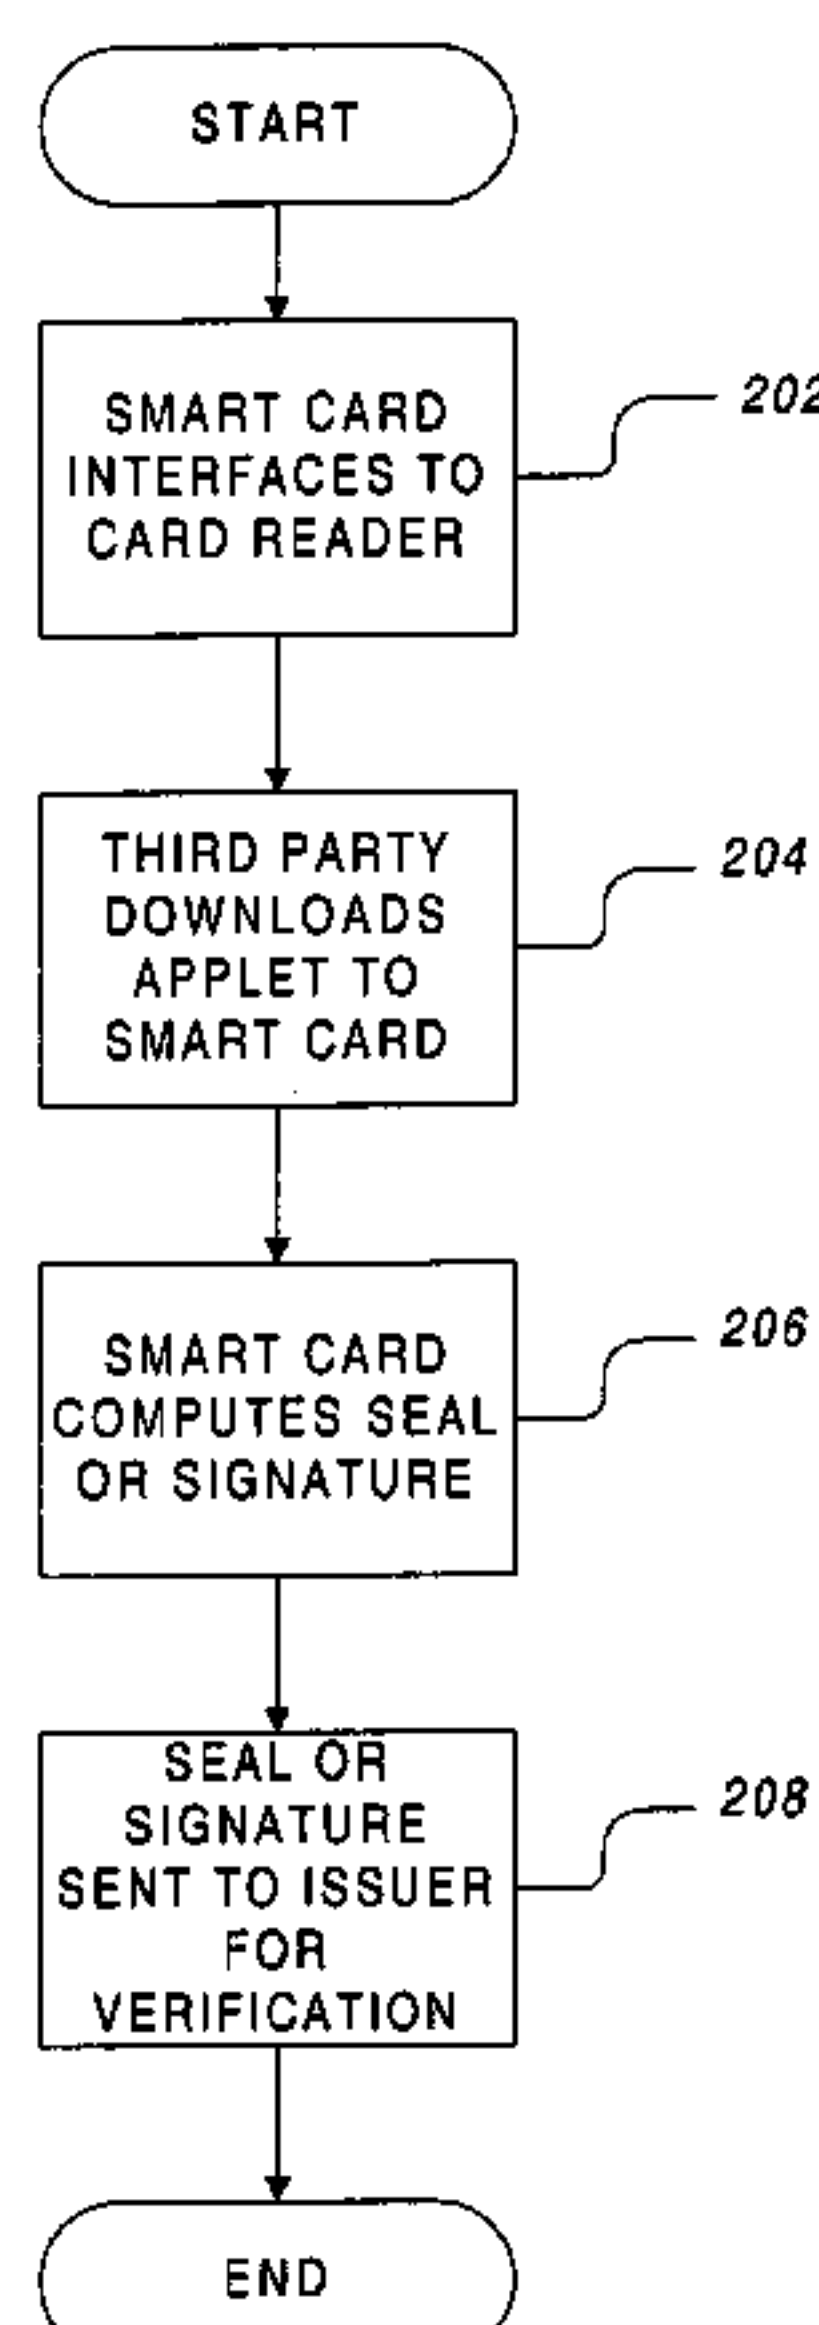 START
SMART CARD
INTERFACES TO
CARD READER
202
THIRD PARTY
DOWNLOADS
APPLET TO
SMART CARD
204
SMART CARD
COMPUTES SEAL
OR SIGNATURE
206
SEAL OR
SIGNATURE
SENT TO ISSUER
FOR
VERIFICATION
208
END